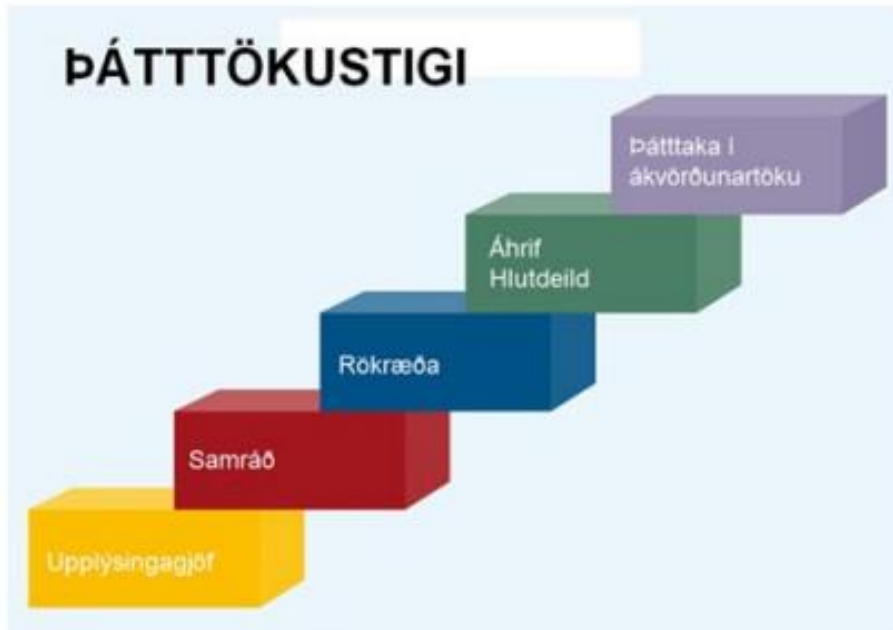 ÞÁTTTÖKUSTIGI
Þátttaka í
ákvörðunartöku
Áhrif
Hlutdeild
Rökræða
Samráð
Upplýsingagjöf